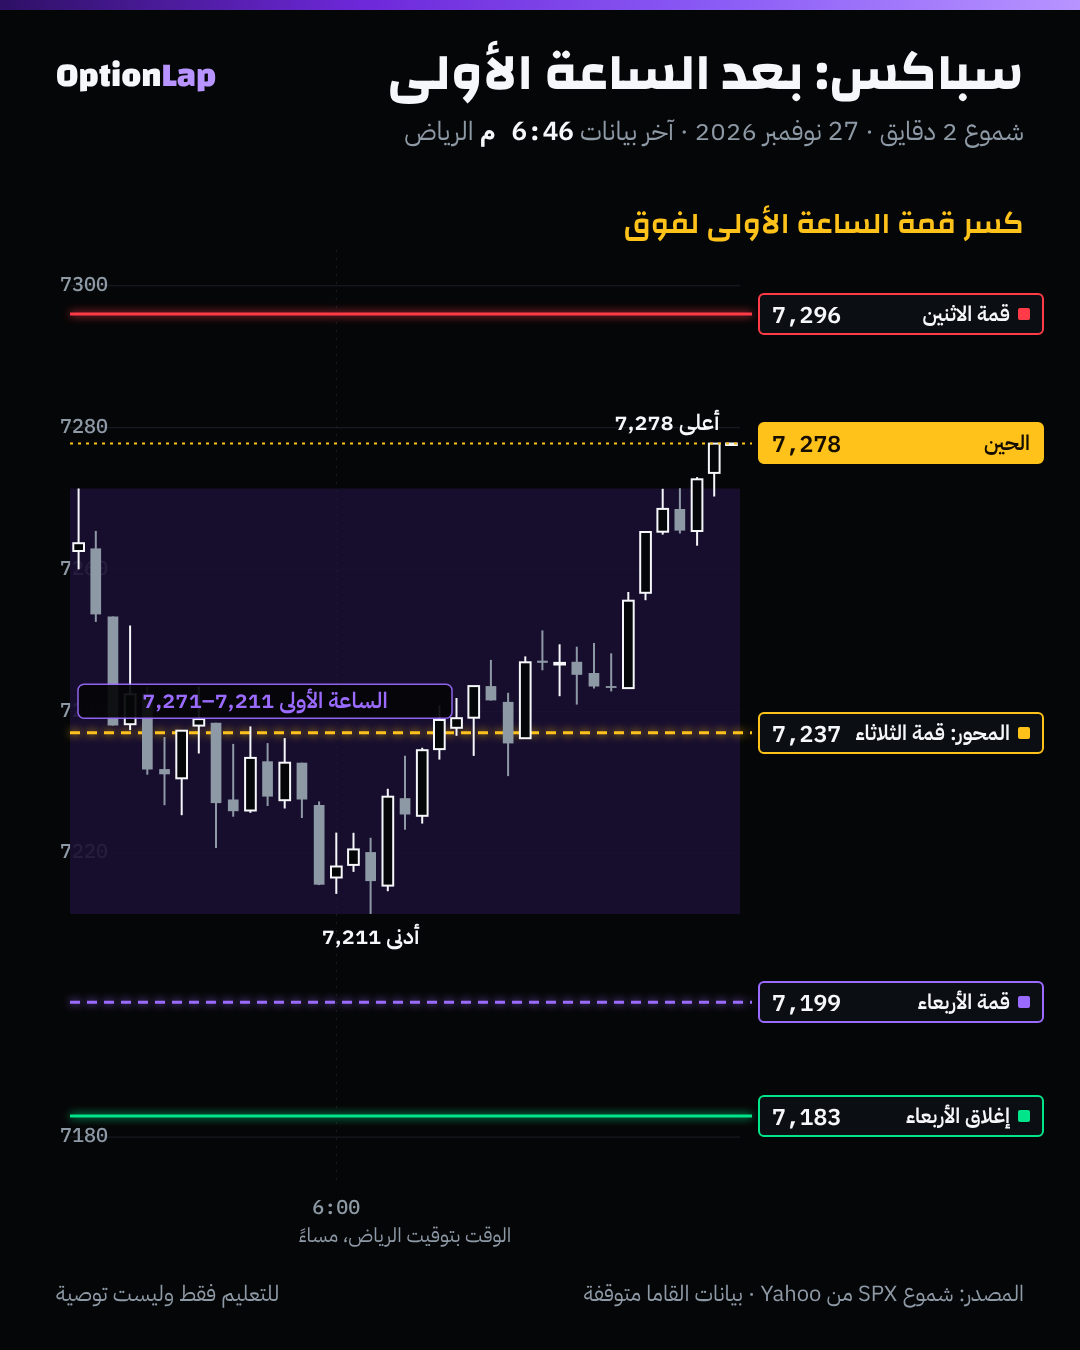 OptionLap
سباكس: بعد الساعة الأولى
شموع 2 دقايق · 27 نوفمبر 2026 · آخر بيانات 6:46 م الرياض
كسر قمة الساعة الأولى لفوق
7300
قمة الاثنين 7,296
7280
أعلى 7,278
الحين 7,278
7260
الساعة الأولى 7,211–7,271
المحور: قمة الثلاثاء 7,237
7220
أدنى 7,211
قمة الأربعاء 7,199
إغلاق الأربعاء 7,183
7180
6:00
الوقت بتوقيت الرياض، مساءً
المصدر: شموع SPX من Yahoo · بيانات القاما متوقفة
للتعليم فقط وليست توصية